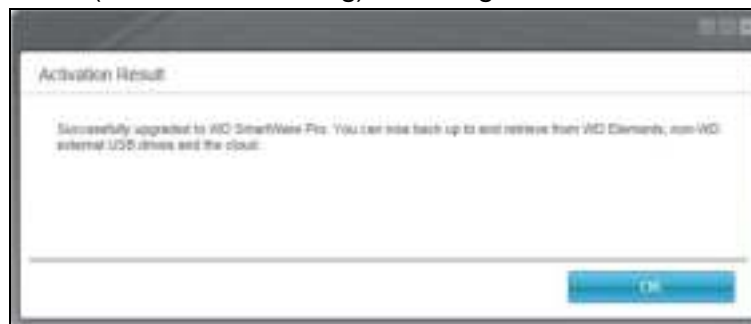 Activation Result
Successfully upgraded to WD SmartWare Pro. You can now back up to and retrieve from WD Elements, non-WD
external USB drives and the cloud.
OK